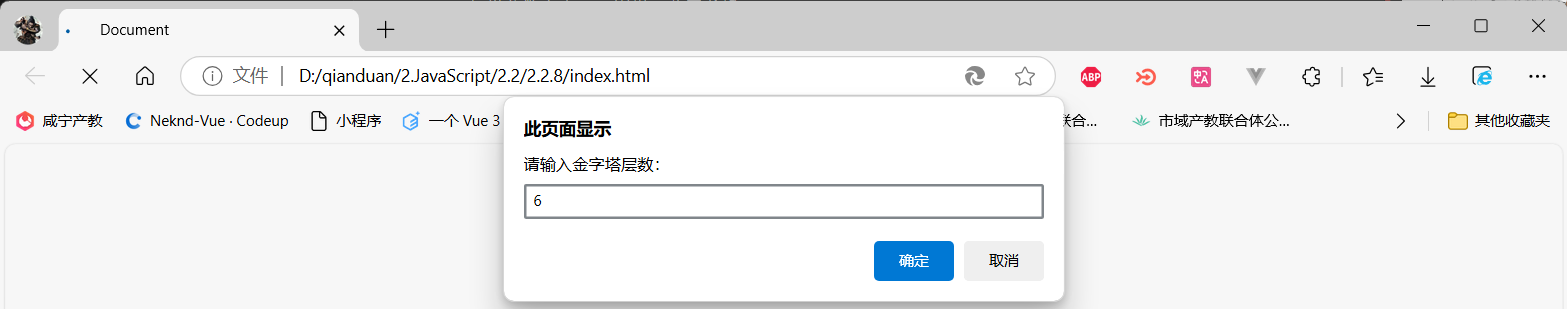 Document
文件 D:/qianduan/2.JavaScript/2.2/2.2.8/index.html
ABP
咸宁产教 Neknd-Vue · Codeup 小程序 一个 Vue 3 联合... 市域产教联合体公... 其他收藏夹
此页面显示
请输入金字塔层数：
6
确定 取消